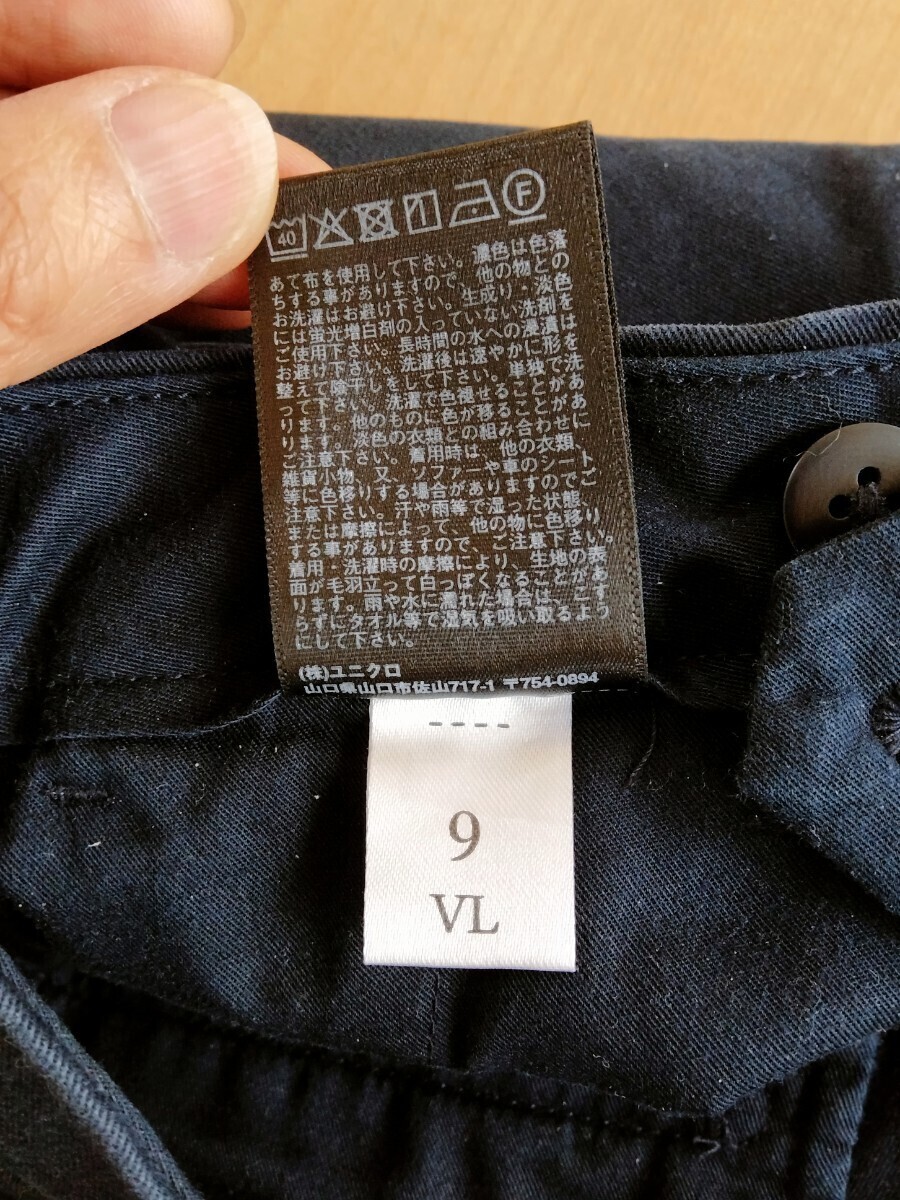 40
F
あて布を使用して下さい。濃色は色落
ちする事がありますので、他の物との
お洗濯はお避け下さい。生成り・淡色
には蛍光増白剤の入っていない洗剤を
ご使用下さい。長時間の水への浸漬は
お避け下さい。洗濯後は速やかに形を
整えて陰干しをして下さい。単独で洗
って下さい。洗濯で色褪せることがあ
ります。他のものに色が移ることがあ
ります。淡色の衣類との組み合わせに
ご注意下さい。着用時は、他の衣類、
雑貨小物、又、ソファーや車のシート
等に色移りする場合がありますのでご
注意下さい。汗や雨等で湿った状態、
または摩擦によって、他の物に色移り
する事がありますので、ご注意下さい。
着用・洗濯時の摩擦により、生地の表
面が毛羽立って白っぽくなることがあ
ります。雨や水に濡れた場合は、こす
らずにタオル等で湿気を吸い取るよう
にして下さい。
(株)ユニクロ
山口県山口市佐山717-1 〒754-0894
9
VL